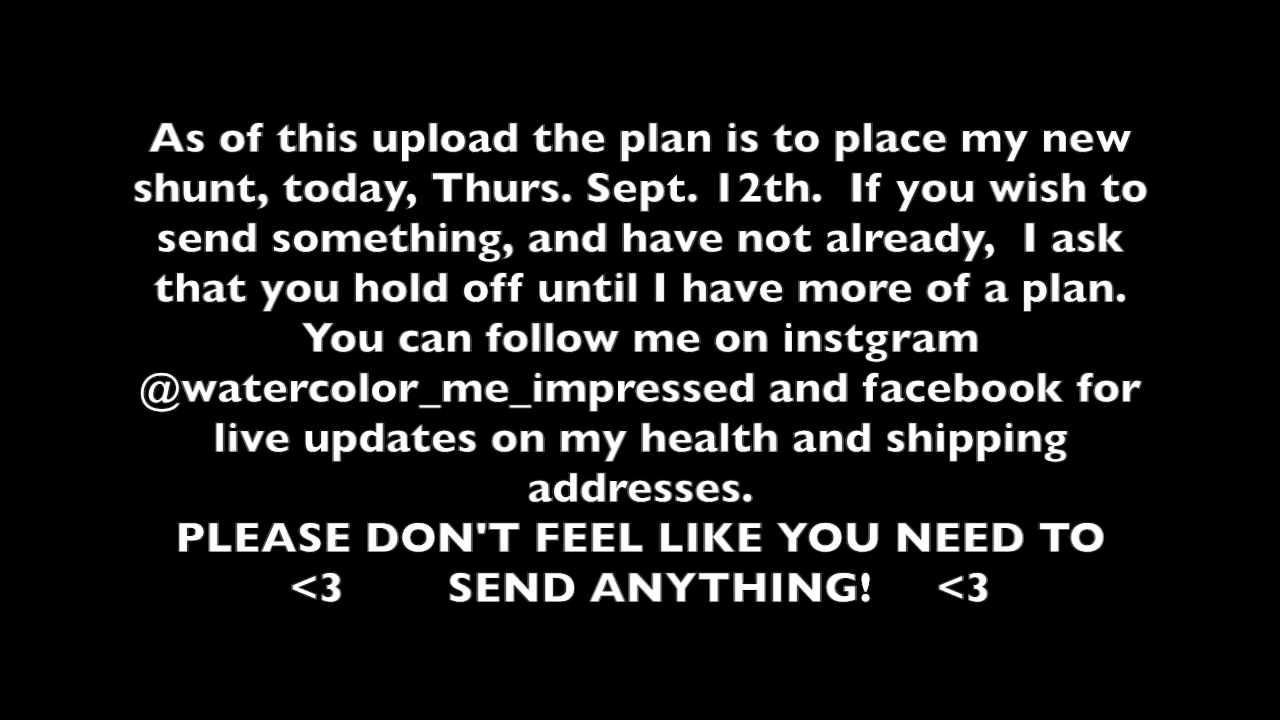 As of this upload the plan is to place my new
shunt, today, Thurs. Sept. 12th.  If you wish to
send something, and have not already,  I ask
that you hold off until I have more of a plan.
You can follow me on instgram
@watercolor_me_impressed and facebook for
live updates on my health and shipping
addresses.
PLEASE DON'T FEEL LIKE YOU NEED TO
<3        SEND ANYTHING!     <3